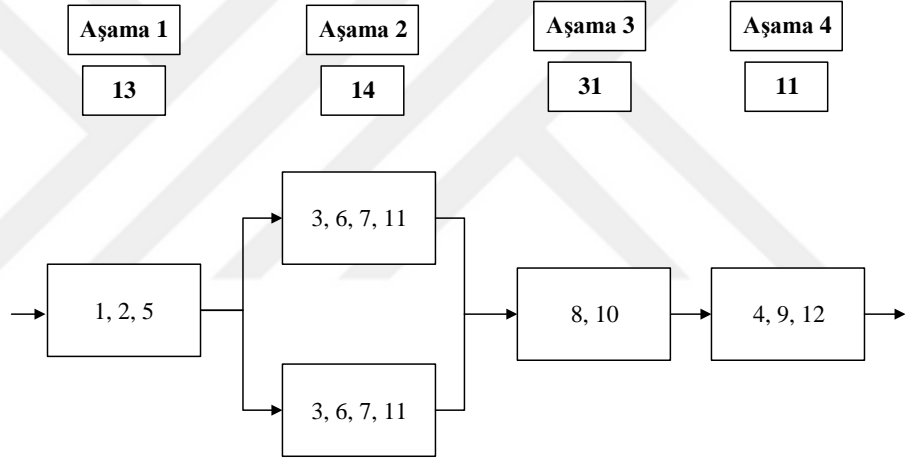 Aşama 1
Aşama 2
Aşama 3
Aşama 4
13
14
31
11
3, 6, 7, 11
1, 2, 5
8, 10
4, 9, 12
3, 6, 7, 11